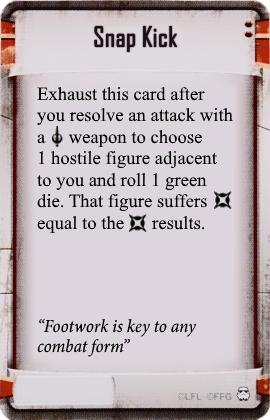 Snap Kick
Exhaust this card after
you resolve an attack with
a weapon to choose
1 hostile figure adjacent
to you and roll 1 green
die. That figure suffers
equal to the results.
“Footwork is key to any
combat form”
©LFL ©FFG